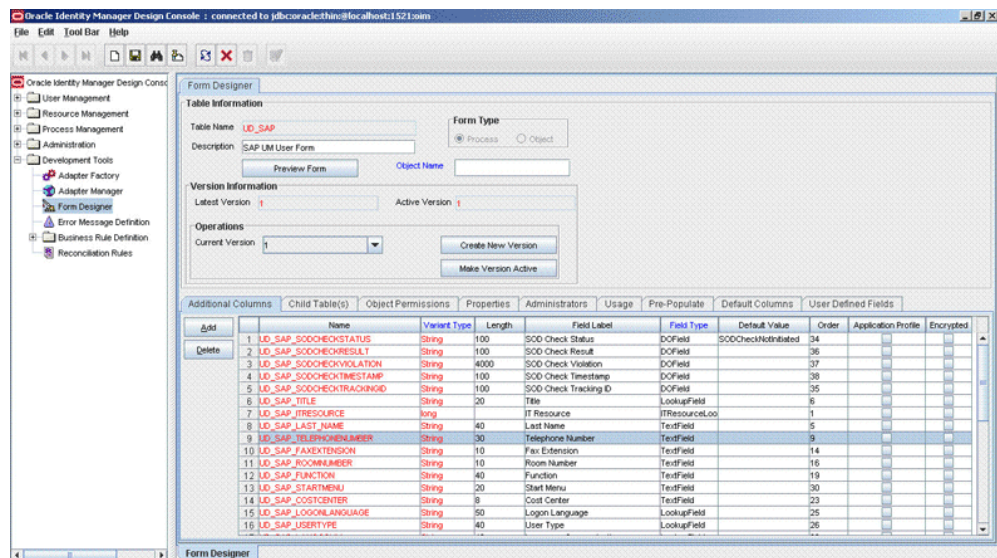 Oracle Identity Manager Design Console : connected to jdbc:oracle:thin:@localhost:1521:oim
File Edit Tool Bar Help
Oracle Identity Manager Design Consc
User Management
Resource Management
Process Management
Administration
Development Tools
Adapter Factory
Adapter Manager
Form Designer
Error Message Definition
Business Rule Definition
Reconciliation Rules
Form Designer
Table Information
Table Name UD_SAP
Form Type
Process Object
Description SAP UM User Form
Preview Form
Object Name
Version Information
Latest Version 1 Active Version 1
Operations
Current Version 1
Create New Version
Make Version Active
Additional Columns Child Table(s) Object Permissions Properties Administrators Usage Pre-Populate Default Columns User Defined Fields
Add
Delete
Name Variant Type Length Field Label Field Type Default Value Order Application Profile Encrypted
1 UD_SAP_SODCHECKSTATUS String 100 SOD Check Status DOField SODCheckNotInitiated 34
2 UD_SAP_SODCHECKRESULT String 100 SOD Check Result DOField 36
3 UD_SAP_SODCHECKVIOLATION String 4000 SOD Check Violation DOField 37
4 UD_SAP_SODCHECKTIMESTAMP String 100 SOD Check Timestamp DOField 38
5 UD_SAP_SODCHECKTRACKINGID String 100 SOD Check Tracking ID DOField 35
6 UD_SAP_TITLE String 20 Title LookupField 6
7 UD_SAP_ITRESOURCE long IT Resource ITResourceLoo 1
8 UD_SAP_LAST_NAME String 40 Last Name TextField 5
9 UD_SAP_TELEPHONENUMBER String 30 Telephone Number TextField 9
10 UD_SAP_FAXEXTENSION String 10 Fax Extension TextField 14
11 UD_SAP_ROOMNUMBER String 10 Room Number TextField 16
12 UD_SAP_FUNCTION String 40 Function TextField 19
13 UD_SAP_STARTMENU String 20 Start Menu TextField 30
14 UD_SAP_COSTCENTER String 8 Cost Center TextField 23
15 UD_SAP_LOGONLANGUAGE String 50 Logon Language LookupField 25
16 UD_SAP_USERTYPE String 40 User Type LookupField 26
Form Designer